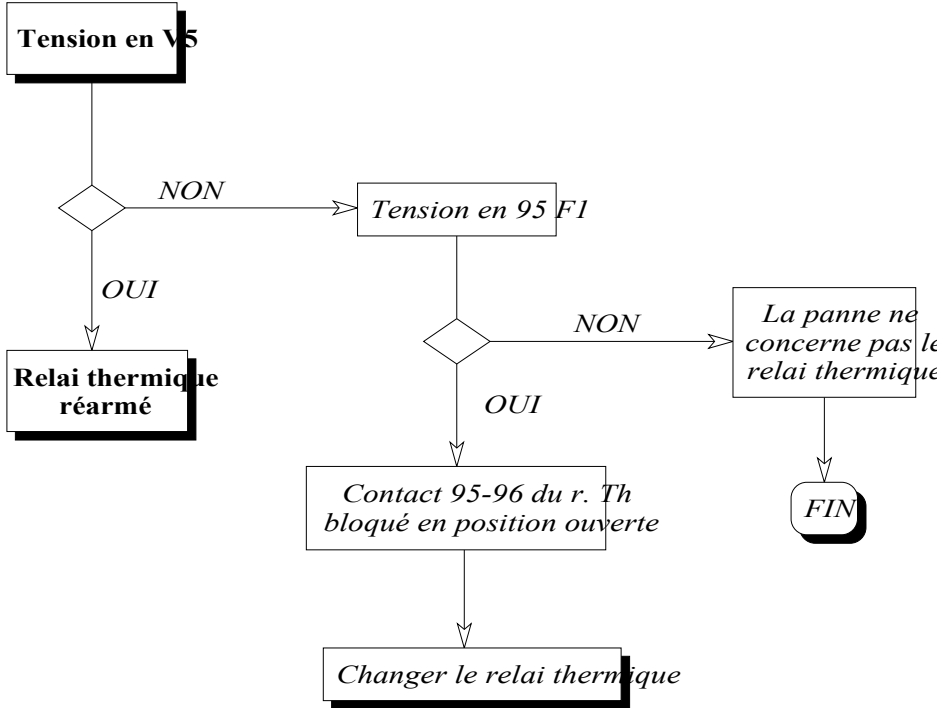 Tension en V5
NON
Tension en 95 F1
OUI
Relai thermique
réarmé
NON
La panne ne
concerne pas le
relai thermique
OUI
Contact 95-96 du r. Th
bloqué en position ouverte
FIN
Changer le relai thermique